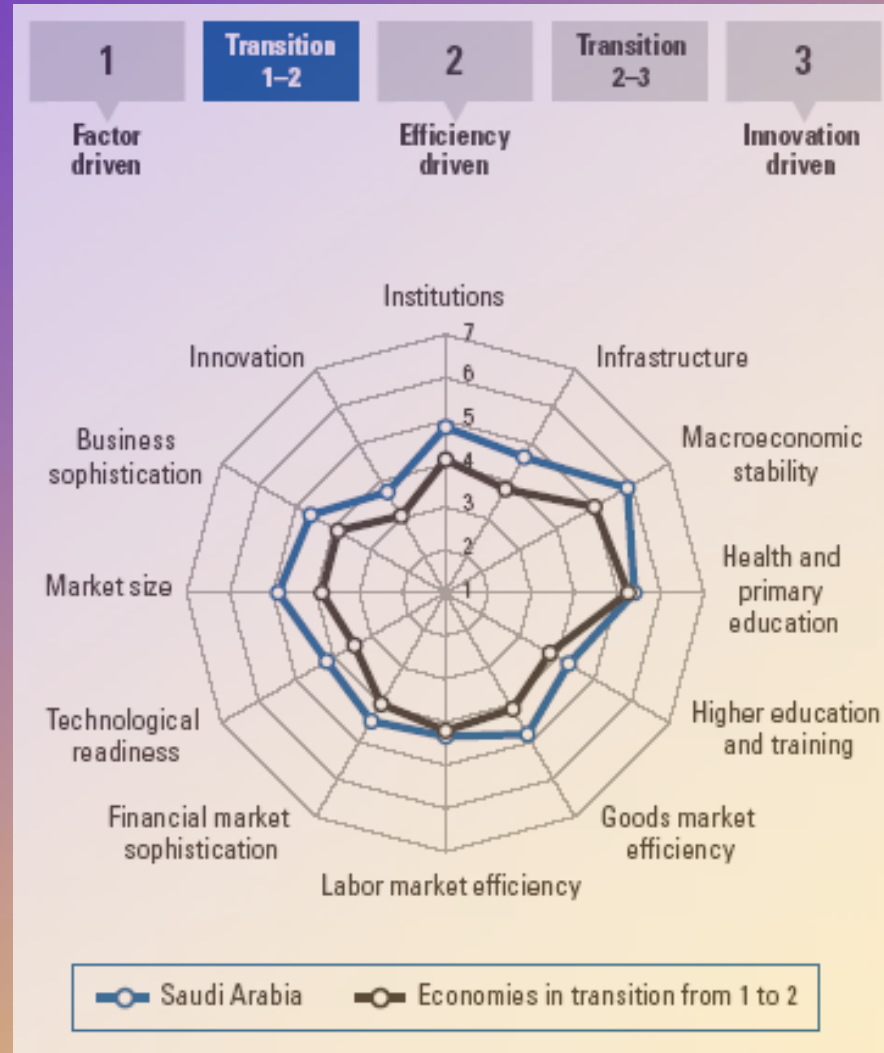 1
Transition
1–2
2
Transition
2–3
3
Factor
driven
Efficiency
driven
Innovation
driven
Institutions
Innovation
Infrastructure
Business
sophistication
Macroeconomic
stability
Market size
Health and
primary
education
Technological
readiness
Higher education
and training
Financial market
sophistication
Goods market
efficiency
Labor market efficiency
7
6
5
4
3
2
1
Saudi Arabia
Economies in transition from 1 to 2